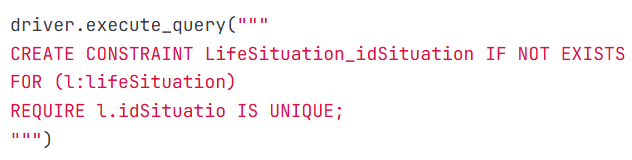 driver.execute_query("""
CREATE CONSTRAINT LifeSituation_idSituation IF NOT EXISTS
FOR (l:lifeSituation)
REQUIRE l.idSituatio IS UNIQUE;
""")